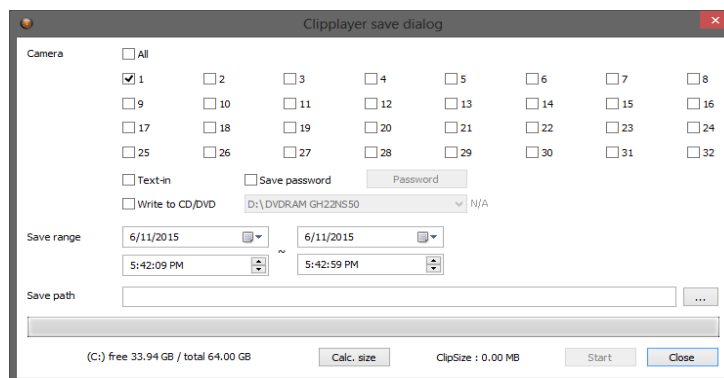 Clipplayer save dialog
Camera All
1 2 3 4 5 6 7 8
9 10 11 12 13 14 15 16
17 18 19 20 21 22 23 24
25 26 27 28 29 30 31 32
Text-in Save password Password
Write to CD/DVD D:\DVDRAM GH22NS50 N/A
Save range 6/11/2015 ~ 6/11/2015
5:42:09 PM 5:42:59 PM
Save path ...
(C:) free 33.94 GB / total 64.00 GB Calc. size ClipSize : 0.00 MB Start Close